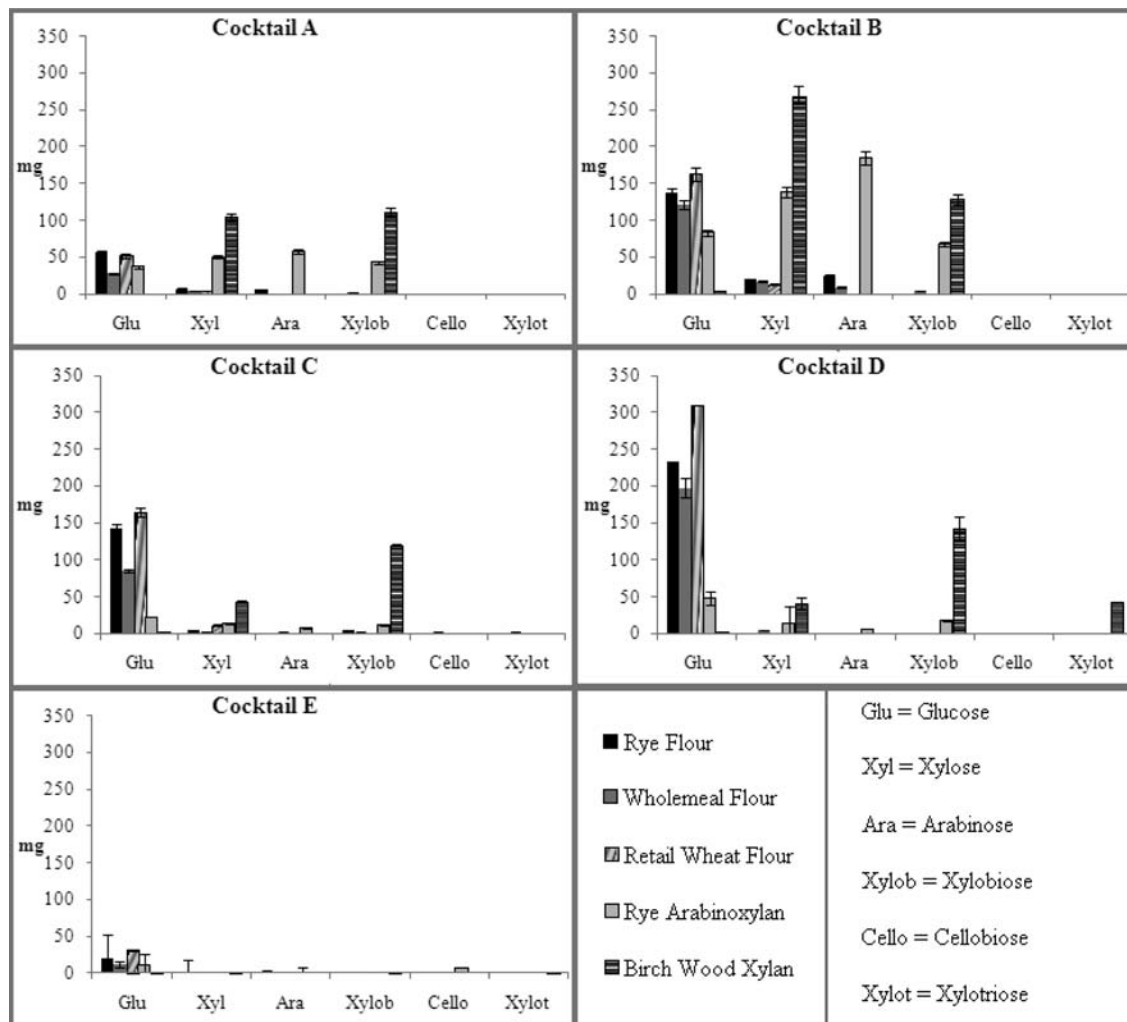 Cocktail A
350
300
250
200
mg
150
100
50
0
Glu Xyl Ara Xylob Cello Xylot
Cocktail B
350
300
250
200
mg
150
100
50
0
Glu Xyl Ara Xylob Cello Xylot
Cocktail C
350
300
250
200
mg
150
100
50
0
Glu Xyl Ara Xylob Cello Xylot
Cocktail D
350
300
250
200
mg
150
100
50
0
Glu Xyl Ara Xylob Cello Xylot
Cocktail E
350
300
250
200
mg
150
100
50
0
Glu Xyl Ara Xylob Cello Xylot
Rye Flour
Wholemeal Flour
Retail Wheat Flour
Rye Arabinoxylan
Birch Wood Xylan
Glu = Glucose
Xyl = Xylose
Ara = Arabinose
Xylob = Xylobiose
Cello = Cellobiose
Xylot = Xylotriose